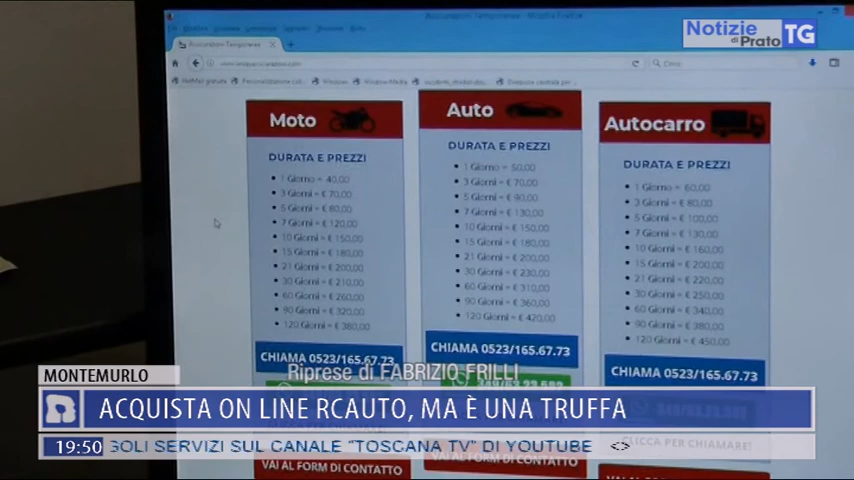 Notizie
di Prato TG
Moto
DURATA E PREZZI
1 Giorno = 40,00
3 Giorni = € 70,00
5 Giorni = € 80,00
7 Giorni = € 120,00
10 Giorni = € 150,00
15 Giorni = € 180,00
21 Giorni = € 200,00
30 Giorni = € 210,00
60 Giorni = € 260,00
90 Giorni = € 320,00
120 Giorni = € 380,00
CHIAMA 0523/165.67.73
VAI AL FORM DI CONTATTO
Auto
DURATA E PREZZI
1 Giorno = 50,00
3 Giorni = € 70,00
5 Giorni = € 90,00
7 Giorni = € 130,00
10 Giorni = € 150,00
15 Giorni = € 180,00
21 Giorni = € 200,00
30 Giorni = € 230,00
60 Giorni = € 310,00
90 Giorni = € 360,00
120 Giorni = € 420,00
CHIAMA 0523/165.67.73
VAI AL FORM DI CONTATTO
Autocarro
DURATA E PREZZI
1 Giorno = € 60,00
3 Giorni = € 80,00
5 Giorni = € 100,00
7 Giorni = € 130,00
10 Giorni = € 160,00
15 Giorni = € 200,00
21 Giorni = € 220,00
30 Giorni = € 250,00
60 Giorni = € 340,00
90 Giorni = € 380,00
120 Giorni = € 450,00
CHIAMA 0523/165.67.73
CLICCA PER CHIAMARE!
Riprese di FABRIZIO FRILLI
MONTEMURLO
ACQUISTA ON LINE RCAUTO, MA È UNA TRUFFA
19:50 GOLI SERVIZI SUL CANALE "TOSCANA TV" DI YOUTUBE <>